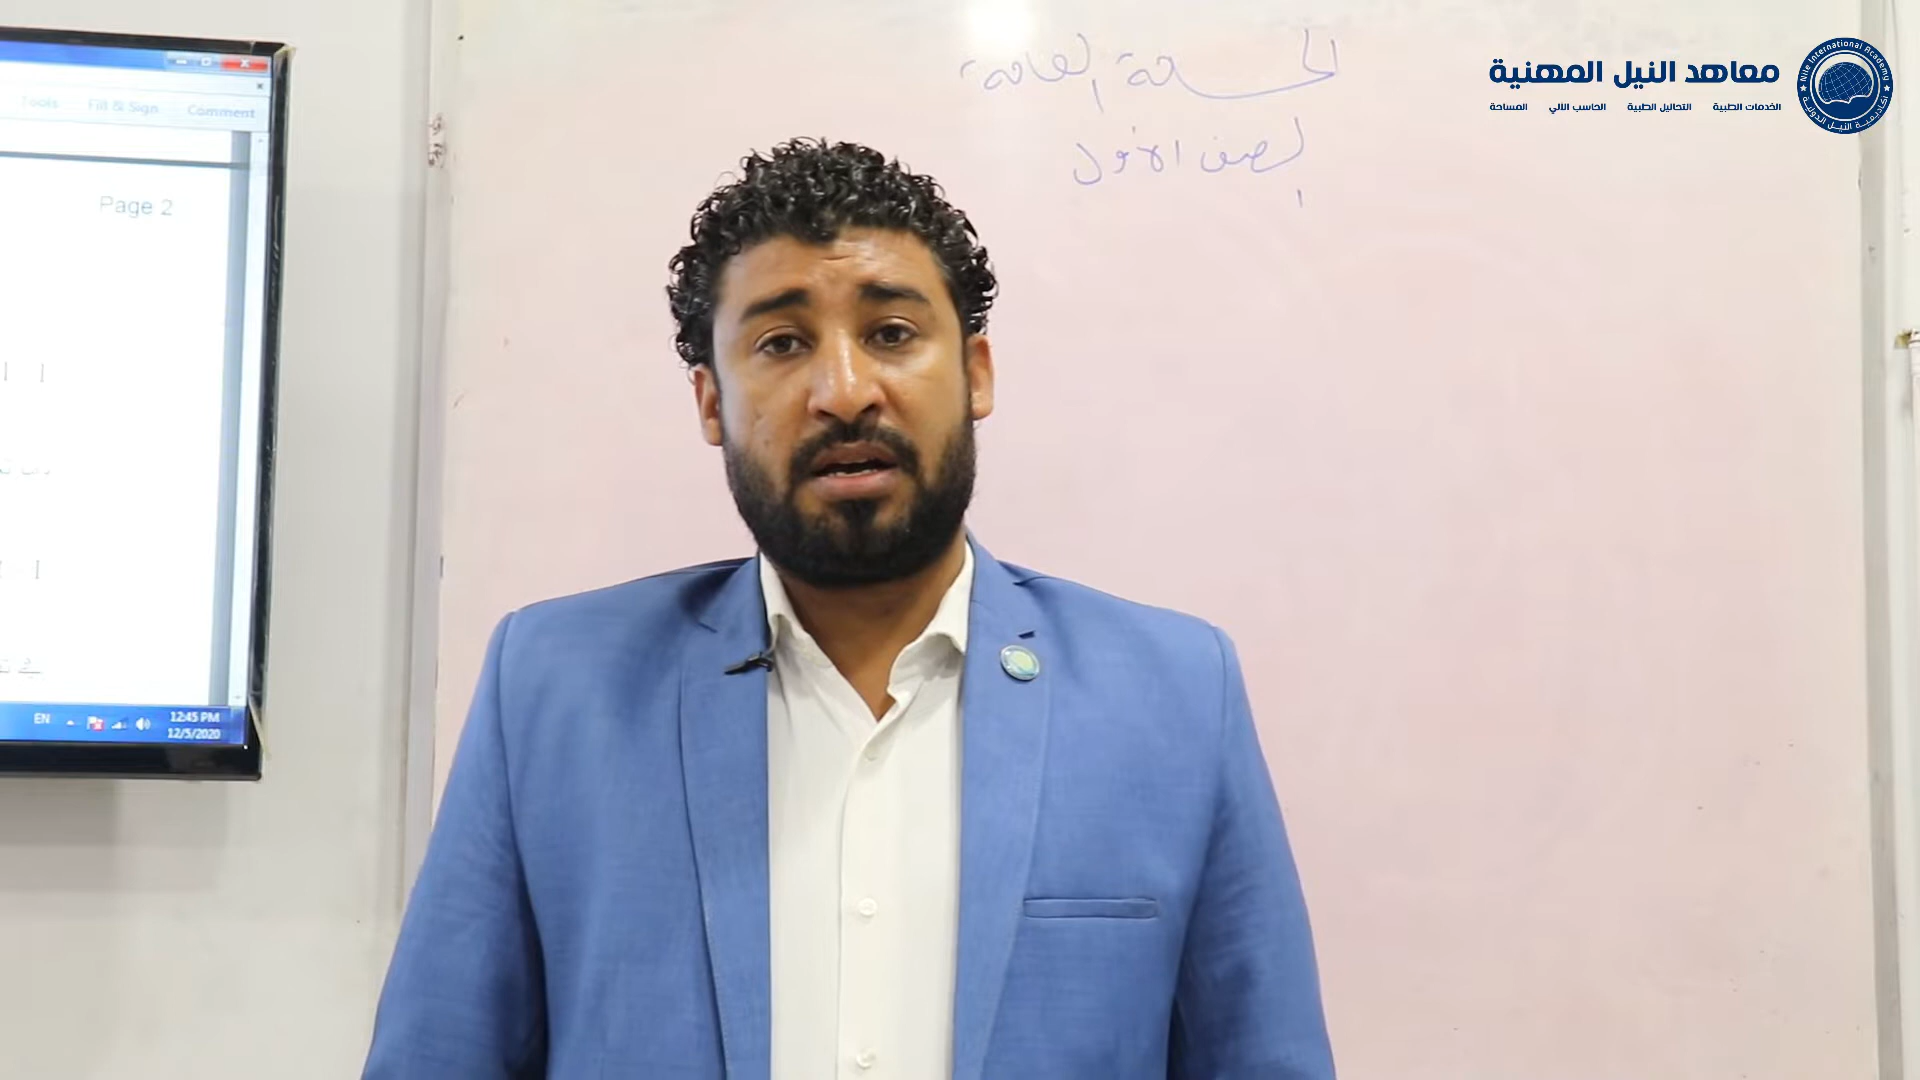 معاهد النيل المهنية
الخدمات الطبية التحاليل الطبية الحاسب الآلي المساحة
Nile International Academy
أكاديمية النيل الدولية
المساحة العامة
الصف الأول
Tools Fill & Sign Comment
Page 2
EN 12:45 PM
12/5/2020